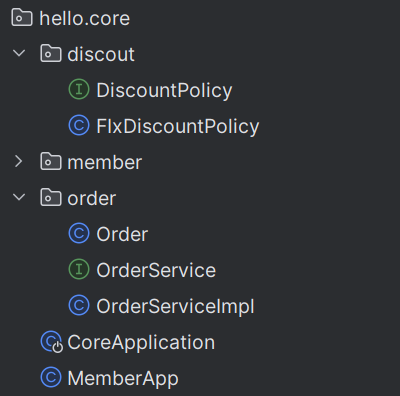 hello.core
discout
DiscountPolicy
FIxDiscountPolicy
member
order
Order
OrderService
OrderServiceImpl
CoreApplication
MemberApp